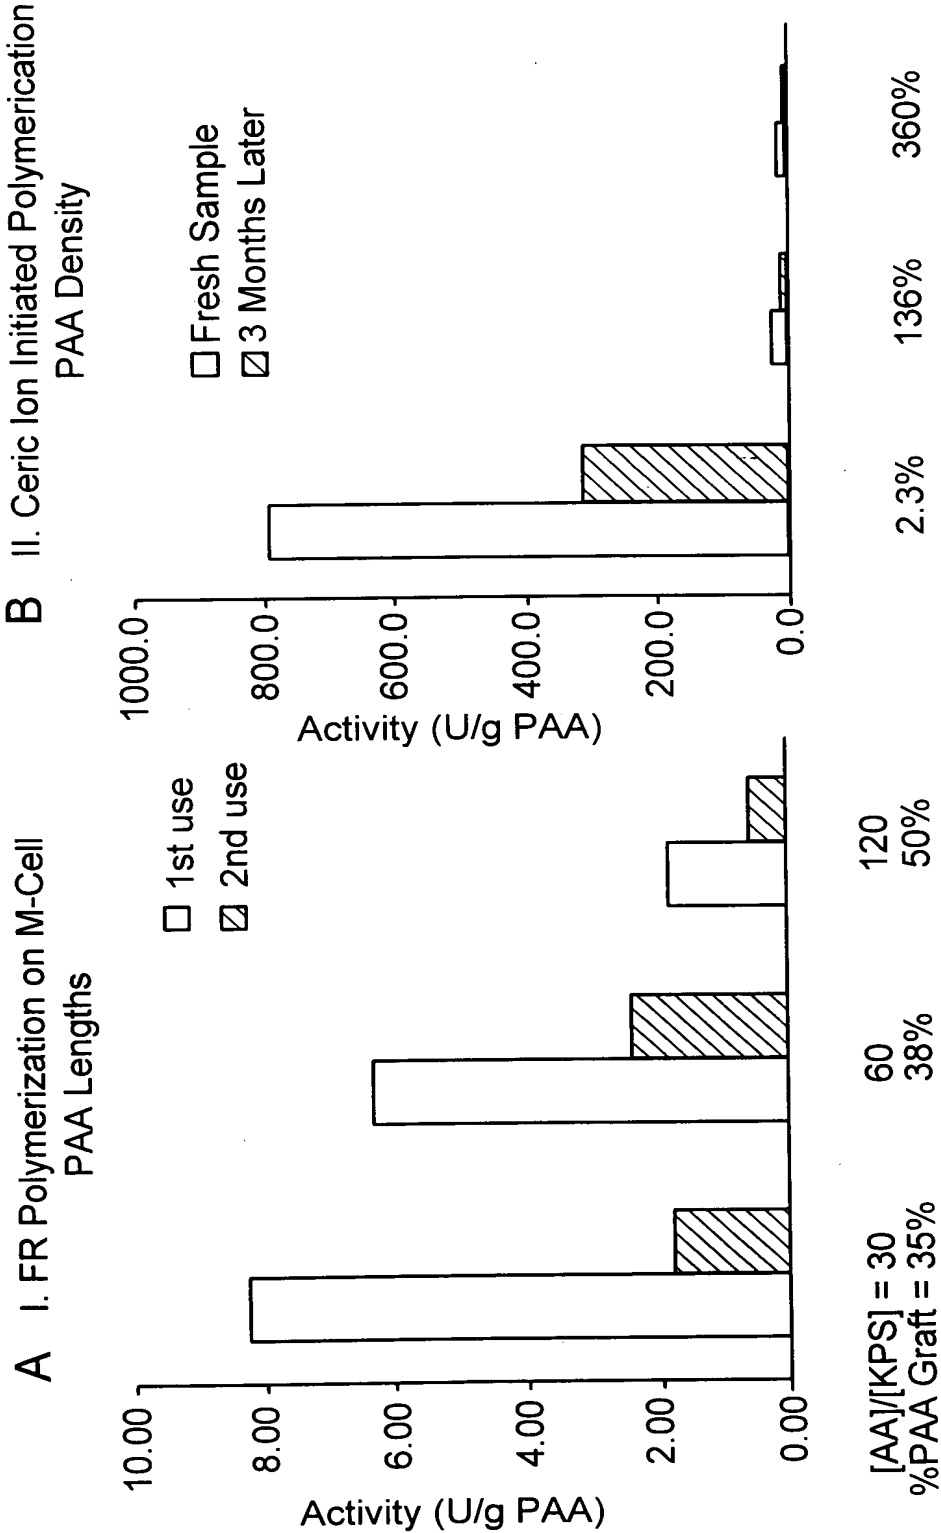 A I. FR Polymerization on M-Cell
PAA Lengths
1st use
2nd use
10.00
8.00
6.00
4.00
2.00
0.00
Activity (U/g PAA)
[AA]/[KPS] = 30 60 120
%PAA Graft = 35% 38% 50%
B II. Ceric Ion Initiated Polymerication
PAA Density
Fresh Sample
3 Months Later
1000.0
800.0
600.0
400.0
200.0
0.0
Activity (U/g PAA)
2.3% 136% 360%